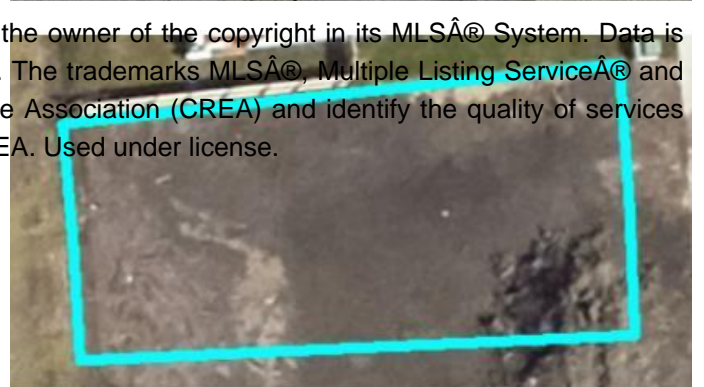 the owner of the copyright in its MLSÂ® System. Data is
. The trademarks MLSÂ®, Multiple Listing ServiceÂ® and
e Association (CREA) and identify the quality of services
EA. Used under license.